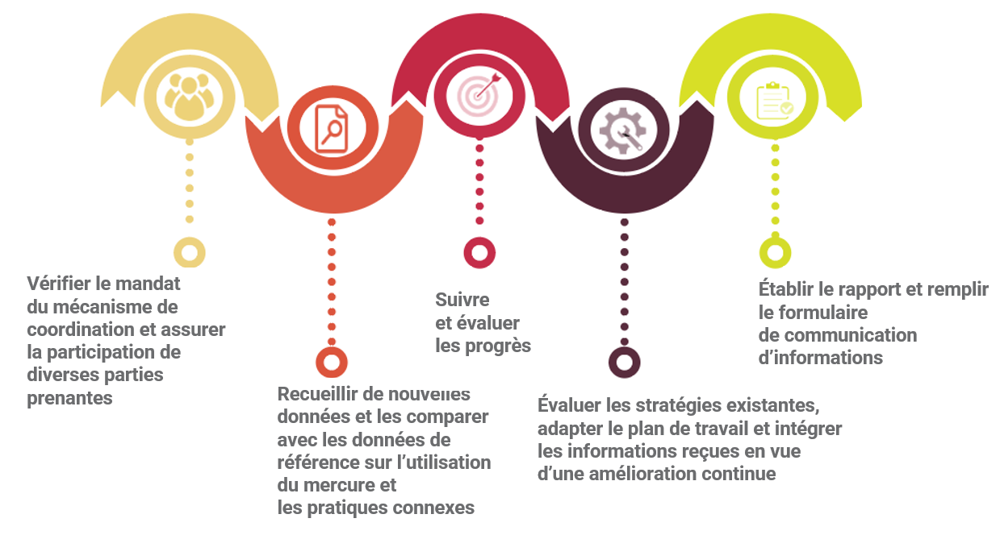 Vérifier le mandat
du mécanisme de
coordination et assurer
la participation de
diverses parties
prenantes
Recueillir de nouvelles
données et les comparer
avec les données de
référence sur l’utilisation
du mercure et
les pratiques connexes
Suivre
et évaluer
les progrès
Évaluer les stratégies existantes,
adapter le plan de travail et intégrer
les informations reçues en vue
d’une amélioration continue
Établir le rapport et remplir
le formulaire
de communication
d’informations